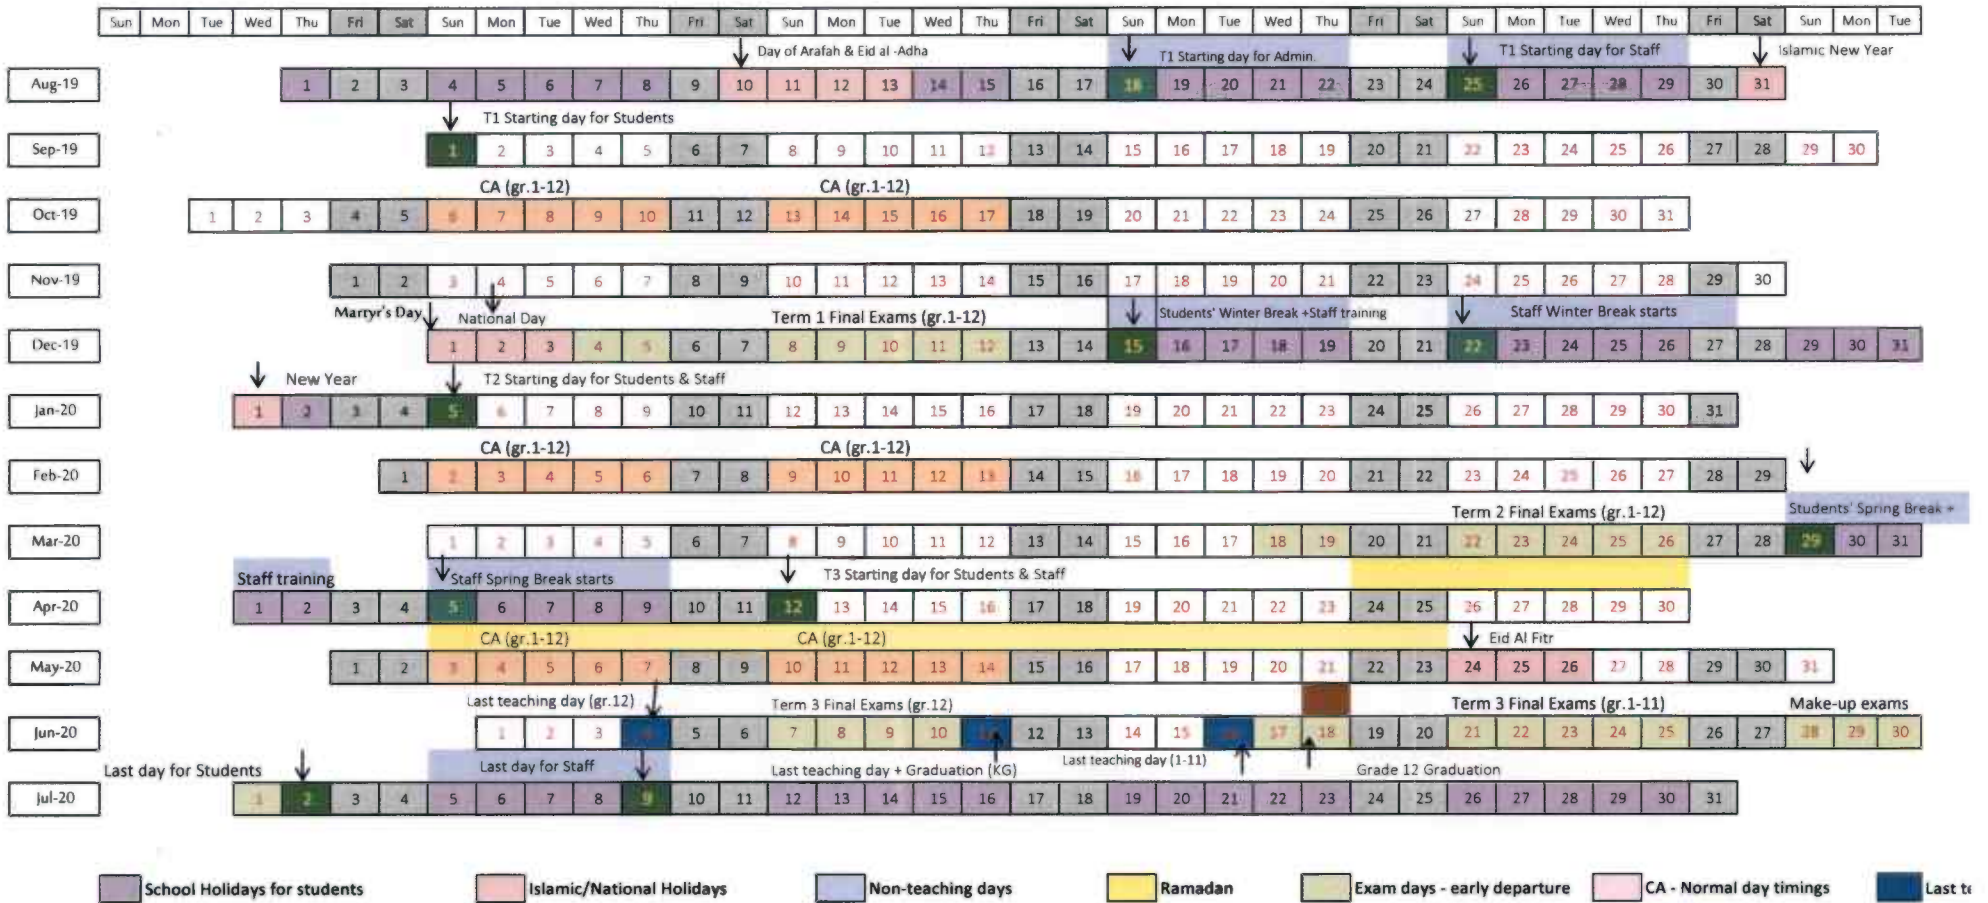 Sun Mon Tue Wed Thu Fri Sat Sun Mon Tue Wed Thu Fri Sat Sun Mon Tue Wed Thu Fri Sat Sun Mon Tue Wed Thu Fri Sat Sun Mon Tue Wed Thu Fri Sat Sun Mon Tue
Day of Arafah & Eid al -Adha T1 Starting day for Admin. T1 Starting day for Staff Islamic New Year
Aug-19 1 2 3 4 5 6 7 8 9 10 11 12 13 14 15 16 17 18 19 20 21 22 23 24 25 26 27 28 29 30 31
T1 Starting day for Students
Sep-19 1 2 3 4 5 6 7 8 9 10 11 12 13 14 15 16 17 18 19 20 21 22 23 24 25 26 27 28 29 30
CA (gr.1-12) CA (gr.1-12)
Oct-19 1 2 3 4 5 6 7 8 9 10 11 12 13 14 15 16 17 18 19 20 21 22 23 24 25 26 27 28 29 30 31
Nov-19 1 2 3 4 5 6 7 8 9 10 11 12 13 14 15 16 17 18 19 20 21 22 23 24 25 26 27 28 29 30
Martyr's Day National Day Term 1 Final Exams (gr.1-12) Students' Winter Break +Staff training Staff Winter Break starts
Dec-19 1 2 3 4 5 6 7 8 9 10 11 12 13 14 15 16 17 18 19 20 21 22 23 24 25 26 27 28 29 30 31
New Year T2 Starting day for Students & Staff
Jan-20 1 2 3 4 5 6 7 8 9 10 11 12 13 14 15 16 17 18 19 20 21 22 23 24 25 26 27 28 29 30 31
CA (gr.1-12) CA (gr.1-12)
Feb-20 1 2 3 4 5 6 7 8 9 10 11 12 13 14 15 16 17 18 19 20 21 22 23 24 25 26 27 28 29
Term 2 Final Exams (gr.1-12) Students' Spring Break +
Mar-20 1 2 3 4 5 6 7 8 9 10 11 12 13 14 15 16 17 18 19 20 21 22 23 24 25 26 27 28 29 30 31
Staff training Staff Spring Break starts T3 Starting day for Students & Staff
Apr-20 1 2 3 4 5 6 7 8 9 10 11 12 13 14 15 16 17 18 19 20 21 22 23 24 25 26 27 28 29 30
CA (gr.1-12) CA (gr.1-12) Eid Al Fitr
May-20 1 2 3 4 5 6 7 8 9 10 11 12 13 14 15 16 17 18 19 20 21 22 23 24 25 26 27 28 29 30 31
Last teaching day (gr.12) Term 3 Final Exams (gr.12) Term 3 Final Exams (gr.1-11) Make-up exams
Jun-20 1 2 3 4 5 6 7 8 9 10 12 13 14 15 17 18 19 20 21 22 23 24 25 26 27 28 29 30
Last day for Students Last day for Staff Last teaching day + Graduation (KG) Last teaching day (1-11) Grade 12 Graduation
Jul-20 1 2 3 4 5 6 7 8 9 10 11 12 13 14 15 16 17 18 19 20 21 22 23 24 25 26 27 28 29 30 31
School Holidays for students Islamic/National Holidays Non-teaching days Ramadan Exam days - early departure CA - Normal day timings Last te